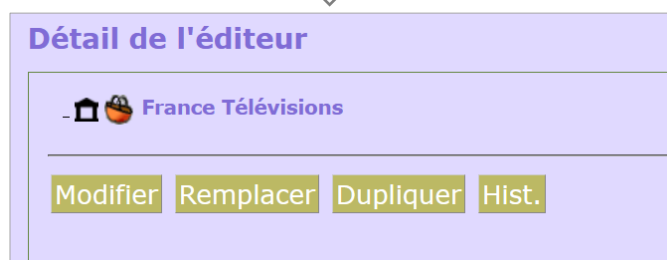 Détail de l'éditeur
France Télévisions
Modifier Remplacer Dupliquer Hist.